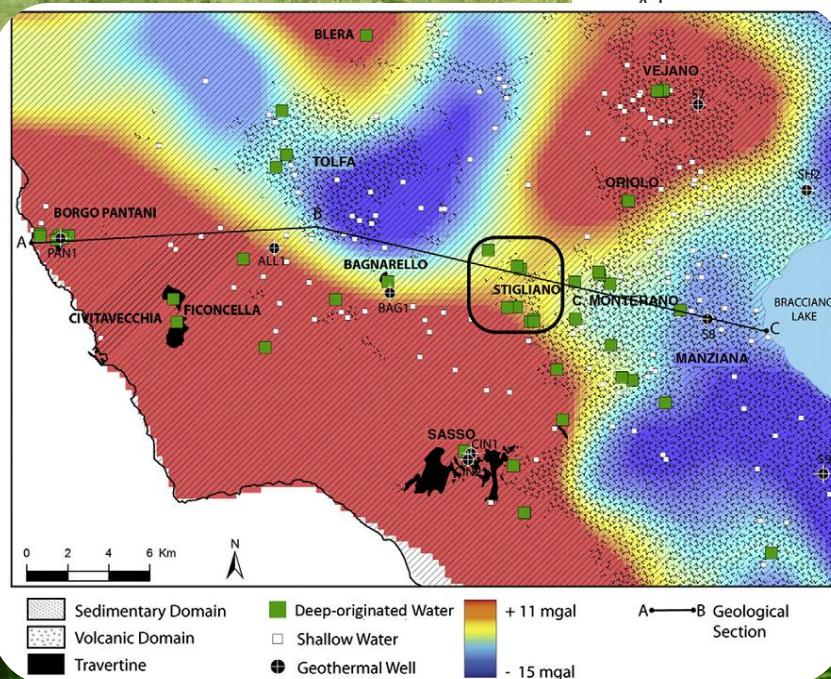 BLERA
VEJANO
S7
TOLFA
ORIOLO
SH2
BORGO PANTANI
A
B
PAN1
ALL1
BAGNARELLO
BAG1
STIGLIANO
C. MONTERANO
BRACCIANO
LAKE
CIVITAVECCHIA
FICONCELLA
S8
C
MANZIANA
SASSO
CIN1
0 2 4 6 Km
N
Sedimentary Domain
Volcanic Domain
Travertine
Deep-originated Water
Shallow Water
Geothermal Well
+ 11 mgal
- 15 mgal
A B Geological
Section